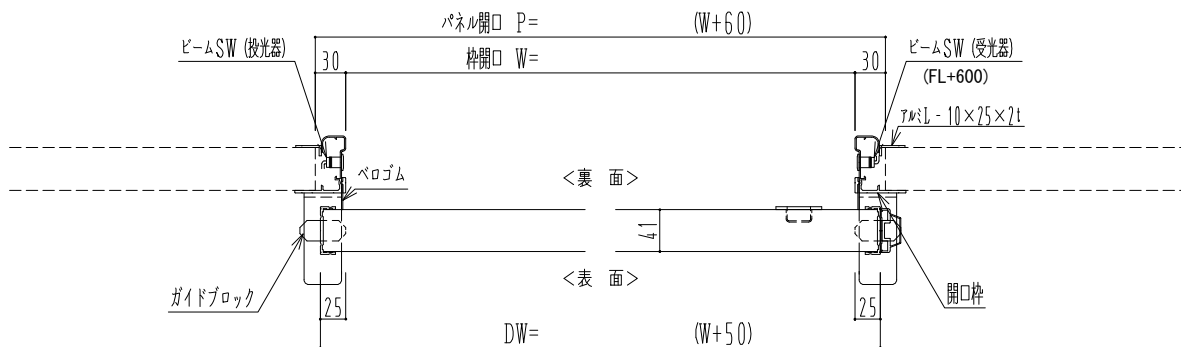 パネル開口 P= (W+60)
ビームSW (投光器)
30
枠開口 W=
30
ビームSW (受光器)
(FL+600)
アルミL - 10×25×2t
ベロゴム
<裏 面>
41
<表 面>
ガイドブロック
25
25
開口枠
DW= (W+50)